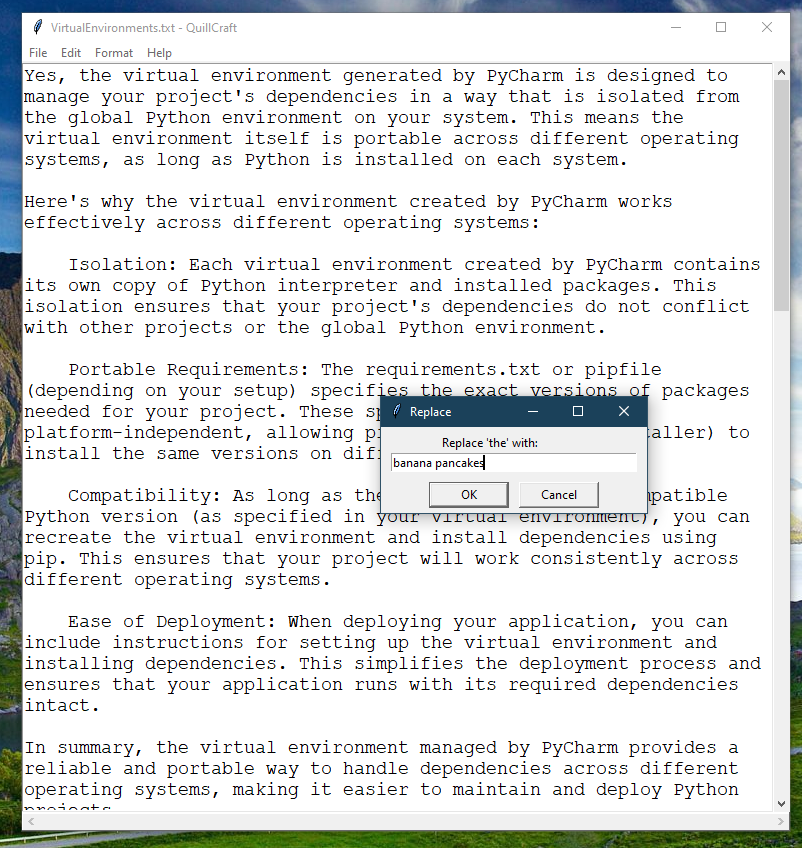 VirtualEnvironments.txt - QuillCraft
File Edit Format Help
Yes, the virtual environment generated by PyCharm is designed to
manage your project's dependencies in a way that is isolated from
the global Python environment on your system. This means the
virtual environment itself is portable across different operating
systems, as long as Python is installed on each system.
Here's why the virtual environment created by PyCharm works
effectively across different operating systems:
Isolation: Each virtual environment created by PyCharm contains
its own copy of Python interpreter and installed packages. This
isolation ensures that your project's dependencies do not conflict
with other projects or the global Python environment.
Portable Requirements: The requirements.txt or pipfile
(depending on your setup) specifies the exact versions of packages
needed for your project. These
platform-independent, allowing
install the same versions on
taller) to
Replace
Replace 'the' with:
banana pancakes
OK Cancel
Compatibility: As long as the
Python version (as specified in your virtual environment), you can
recreate the virtual environment and install dependencies using
pip. This ensures that your project will work consistently across
different operating systems.
Ease of Deployment: When deploying your application, you can
include instructions for setting up the virtual environment and
installing dependencies. This simplifies the deployment process and
ensures that your application runs with its required dependencies
intact.
In summary, the virtual environment managed by PyCharm provides a
reliable and portable way to handle dependencies across different
operating systems, making it easier to maintain and deploy Python
projects